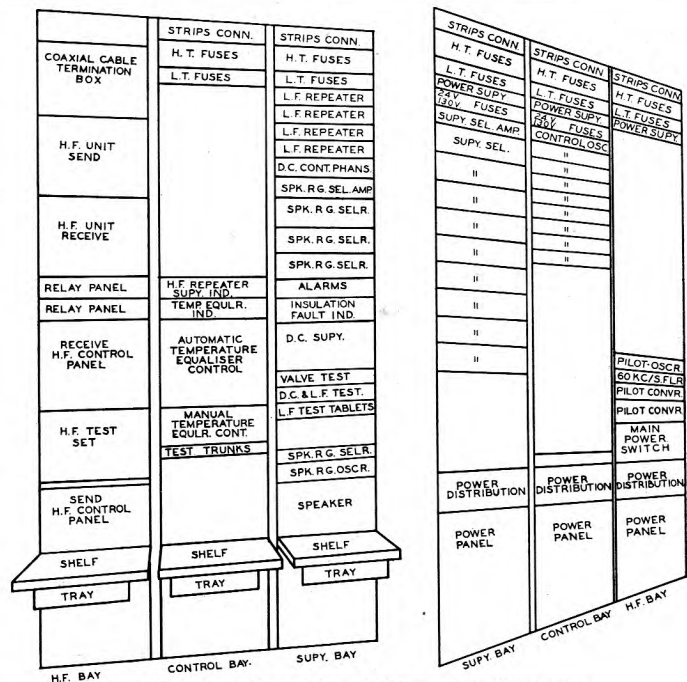 COAXIAL CABLE
TERMINATION
BOX
H.F. UNIT
SEND
H.F. UNIT
RECEIVE
RELAY PANEL
RELAY PANEL
RECEIVE
H.F. CONTROL
PANEL
H.F. TEST
SET
SEND
H.F. CONTROL
PANEL
SHELF
TRAY
H.F. BAY
STRIPS CONN.
H.T. FUSES
L.T. FUSES
H.F. REPEATER
SUPY. IND.
TEMP EQULR.
IND.
AUTOMATIC
TEMPERATURE
EQUALISER
CONTROL
MANUAL
TEMPERATURE
EQULR. CONT.
TEST TRUNKS
SHELF
TRAY
CONTROL BAY.
STRIPS CONN.
H.T. FUSES
L.T. FUSES
L.F. REPEATER
L.F. REPEATER
L.F. REPEATER
L.F. REPEATER
D.C. CONT. PHANS.
SPK. R G. SEL. AMP
SPK. R G. SELR.
SPK. R G. SELR.
SPK. R G. SELR.
ALARMS
INSULATION
FAULT IND.
D.C. SUPY.
VALVE TEST
D.C. & L.F. TEST.
L.F TEST TABLETS
SPK. R.G. SELR.
SPK. R G. OSCR.
SPEAKER
SHELF
TRAY
SUPY. BAY
STRIPS CONN.
H.T. FUSES
L.T. FUSES
POWER SUPY.
24V
130V FUSES
SUPY. SEL. AMP.
SUPY. SEL.
"
"
"
"
"
"
"
"
POWER
DISTRIBUTION
POWER
PANEL
SUPY. BAY
STRIPS CONN.
H.T. FUSES
L.T. FUSES
POWER SUPY.
24V
130V FUSES
CONTROL OSC
"
"
"
"
"
"
"
"
POWER
DISTRIBUTION
POWER
PANEL
CONTROL BAY
STRIPS CONN.
H.T. FUSES
L.T. FUSES
POWER SUPY.
PILOT-OSCR.
60 KC/S.FLR
PILOT CONVR.
PILOT CONVR.
MAIN
POWER.
SWITCH
POWER
DISTRIBUTION
POWER
PANEL
H.F. BAY